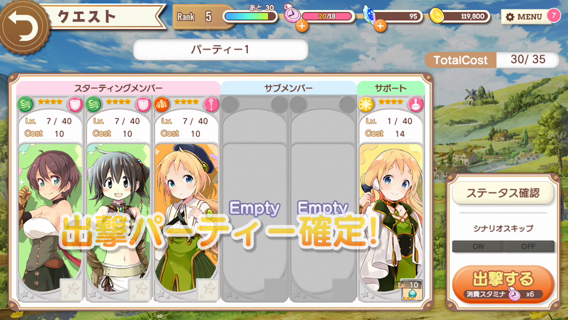 クエスト
Rank 5
あと 30
20/18
95
119,800
MENU
?
パーティー1
TotalCost 30/ 35
スターティングメンバー
サブメンバー
サポート
Lv. 7 / 40
Cost 10
Lv. 7 / 40
Cost 10
Lv. 7 / 40
Cost 10
Lv. 1 / 40
Cost 14
Empty
Empty
出撃パーティー確定!
Lv. 10
ステータス確認
シナリオスキップ
ON OFF
出撃する
消費スタミナ x6